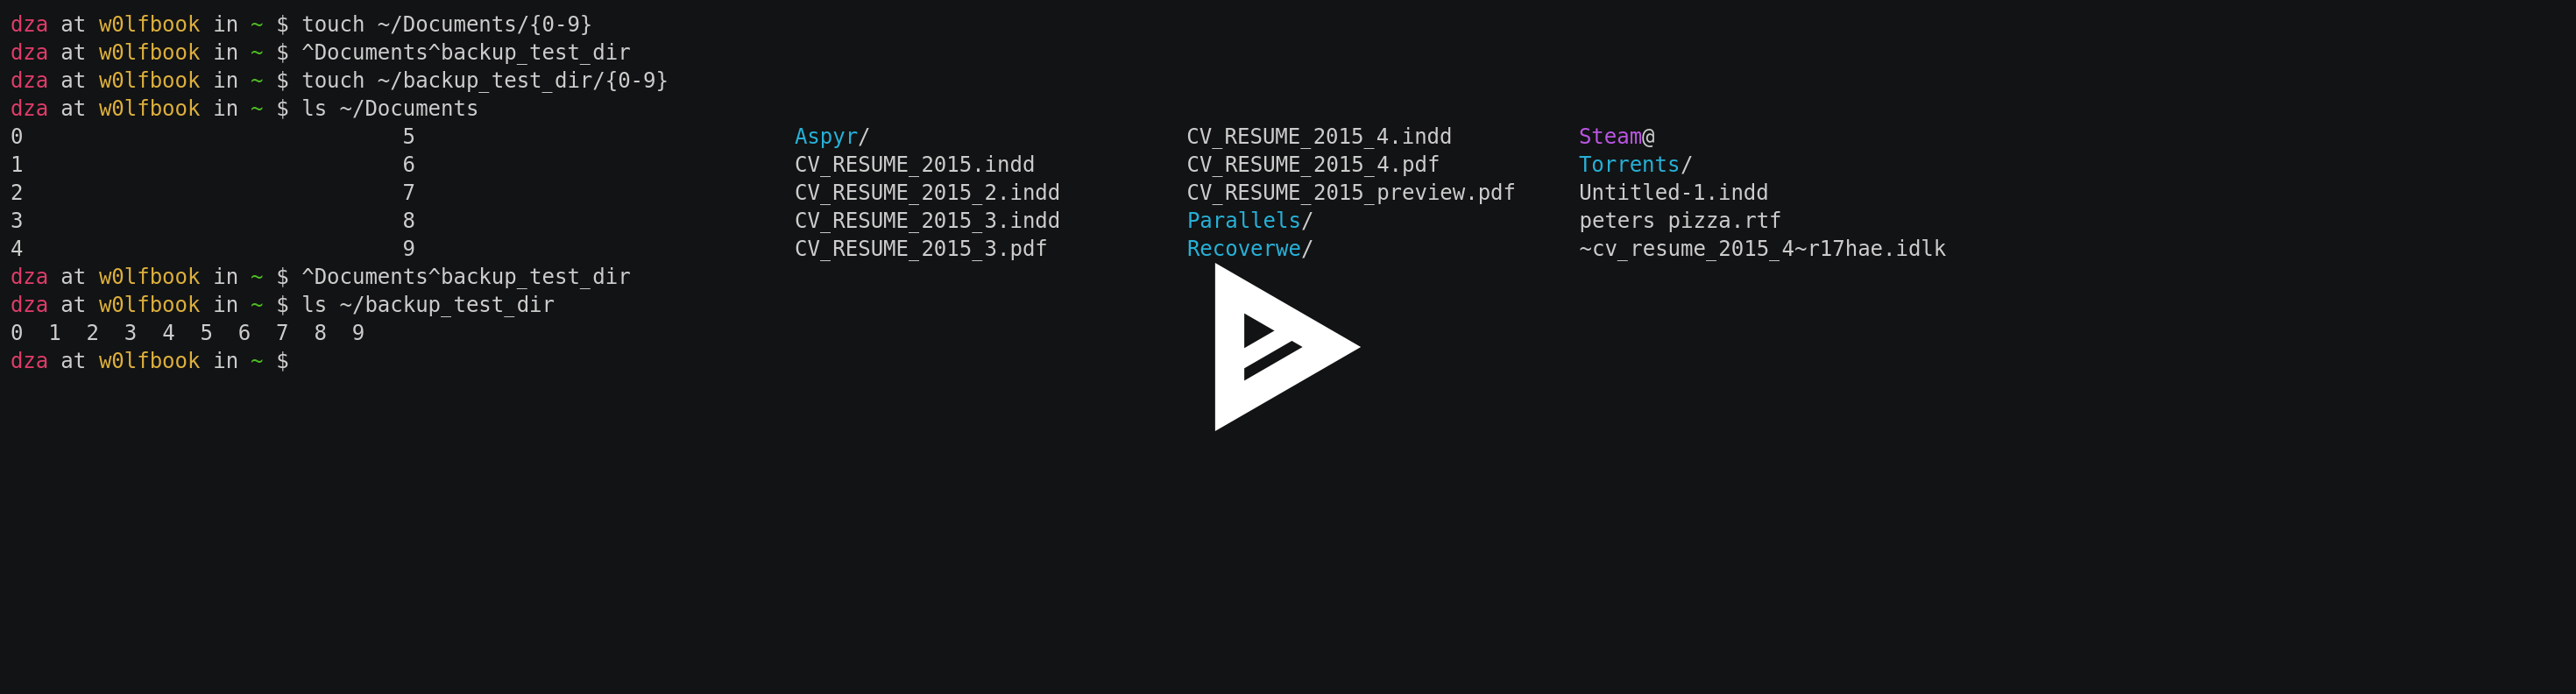 dza at w0lfbook in ~ $ touch ~/Documents/{0-9}
dza at w0lfbook in ~ $ ^Documents^backup_test_dir
dza at w0lfbook in ~ $ touch ~/backup_test_dir/{0-9}
dza at w0lfbook in ~ $ ls ~/Documents
0 5 Aspyr/ CV_RESUME_2015_4.indd Steam@
1 6 CV_RESUME_2015.indd CV_RESUME_2015_4.pdf Torrents/
2 7 CV_RESUME_2015_2.indd CV_RESUME_2015_preview.pdf Untitled-1.indd
3 8 CV_RESUME_2015_3.indd Parallels/ peters pizza.rtf
4 9 CV_RESUME_2015_3.pdf Recoverwe/ ~cv_resume_2015_4~r17hae.idlk
dza at w0lfbook in ~ $ ^Documents^backup_test_dir
dza at w0lfbook in ~ $ ls ~/backup_test_dir
0 1 2 3 4 5 6 7 8 9
dza at w0lfbook in ~ $